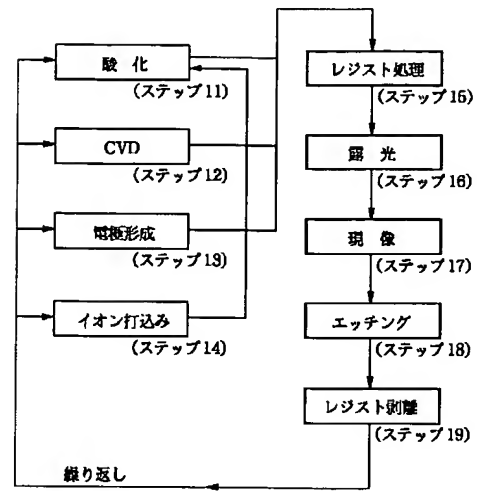 酸化
(ステップ11)
CVD
(ステップ12)
電極形成
(ステップ13)
イオン打込み
(ステップ14)
レジスト処理
(ステップ15)
露光
(ステップ16)
現像
(ステップ17)
エッチング
(ステップ18)
レジスト剥離
(ステップ19)
繰り返し